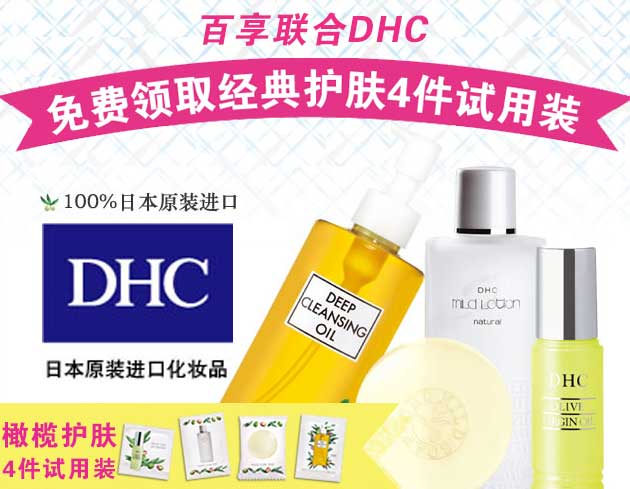 百享联合DHC
免费领取经典护肤4件试用装
100%日本原装进口
DHC
日本原装进口化妆品
DEEP
CLEANSING
OIL
DHC
mild Lotion
natural
DHC
OLIVE
VIRGIN OIL
橄榄护肤
4件试用装